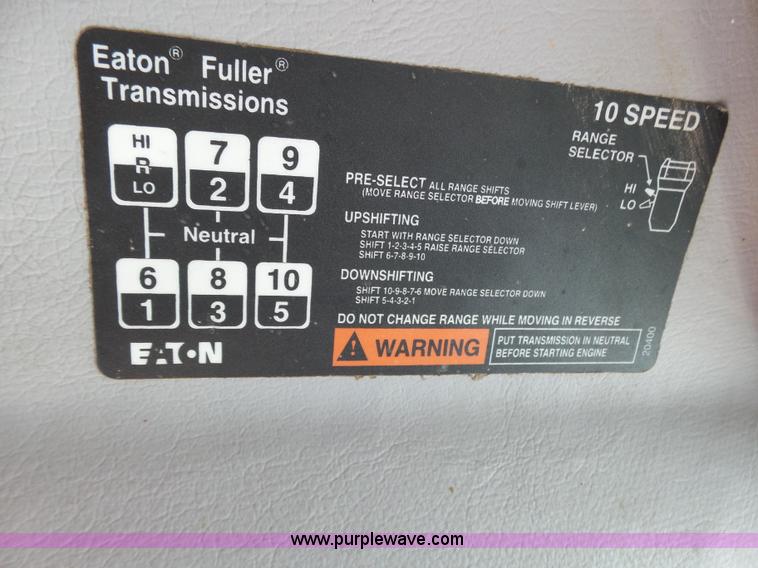 Eaton® Fuller®
Transmissions
10 SPEED
RANGE
SELECTOR
HI
LO
HI
R
LO
7
2
9
4
Neutral
6
1
8
3
10
5
PRE-SELECT ALL RANGE SHIFTS
(MOVE RANGE SELECTOR BEFORE MOVING SHIFT LEVER)
UPSHIFTING
START WITH RANGE SELECTOR DOWN
SHIFT 1-2-3-4-5 RAISE RANGE SELECTOR
SHIFT 6-7-8-9-10
DOWNSHIFTING
SHIFT 10-9-8-7-6 MOVE RANGE SELECTOR DOWN
SHIFT 5-4-3-2-1
DO NOT CHANGE RANGE WHILE MOVING IN REVERSE
WARNING
PUT TRANSMISSION IN NEUTRAL
BEFORE STARTING ENGINE
20400
EATON
www.purplewave.com